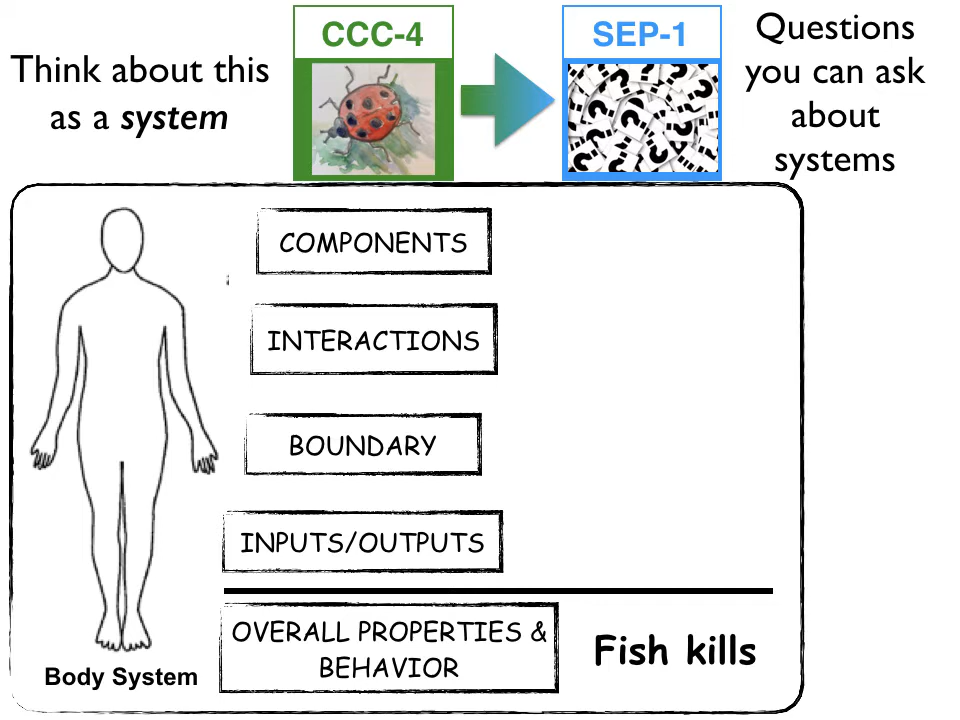 Think about this
as a system
CCC-4
SEP-1
Questions
you can ask
about
systems
COMPONENTS
INTERACTIONS
BOUNDARY
INPUTS/OUTPUTS
OVERALL PROPERTIES &
BEHAVIOR
Fish kills
Body System